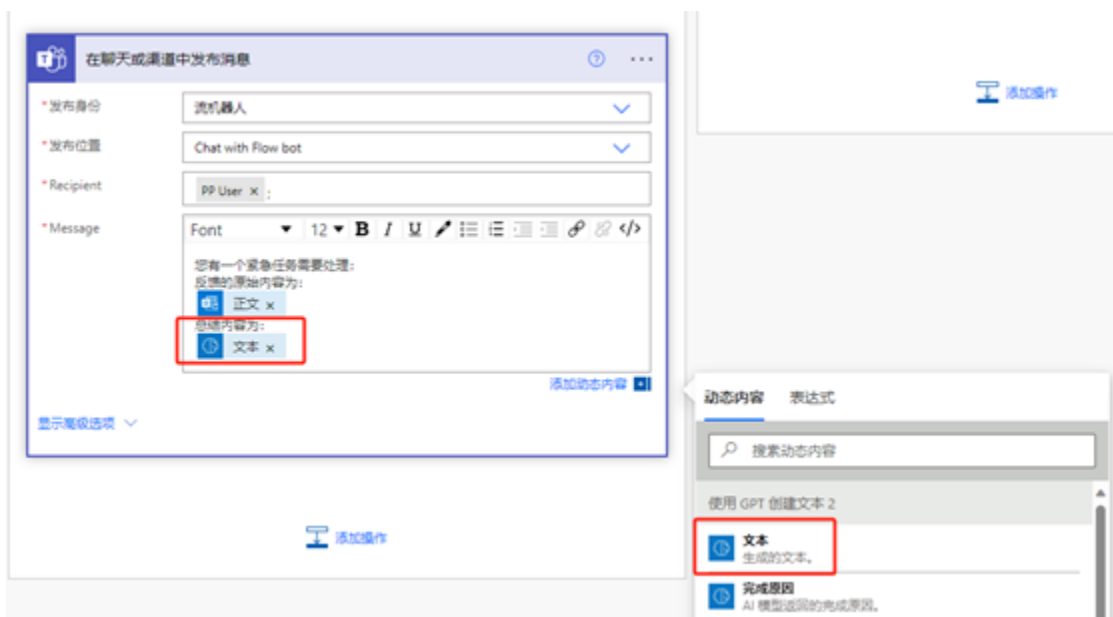 在聊天或渠道中发布消息
*发布身份
流机器人
*发布位置
Chat with Flow bot
*Recipient
PP User × ;
*Message
Font 12 B I U </>
您有一个紧急任务需要处理：
反馈的原始内容为：
正文 ×
总结内容为：
文本 ×
添加动态内容
显示高级选项
添加操作
添加操作
动态内容 表达式
搜索动态内容
使用 GPT 创建文本 2
文本
生成的文本。
完成原因
AI 模型返回的完成原因。